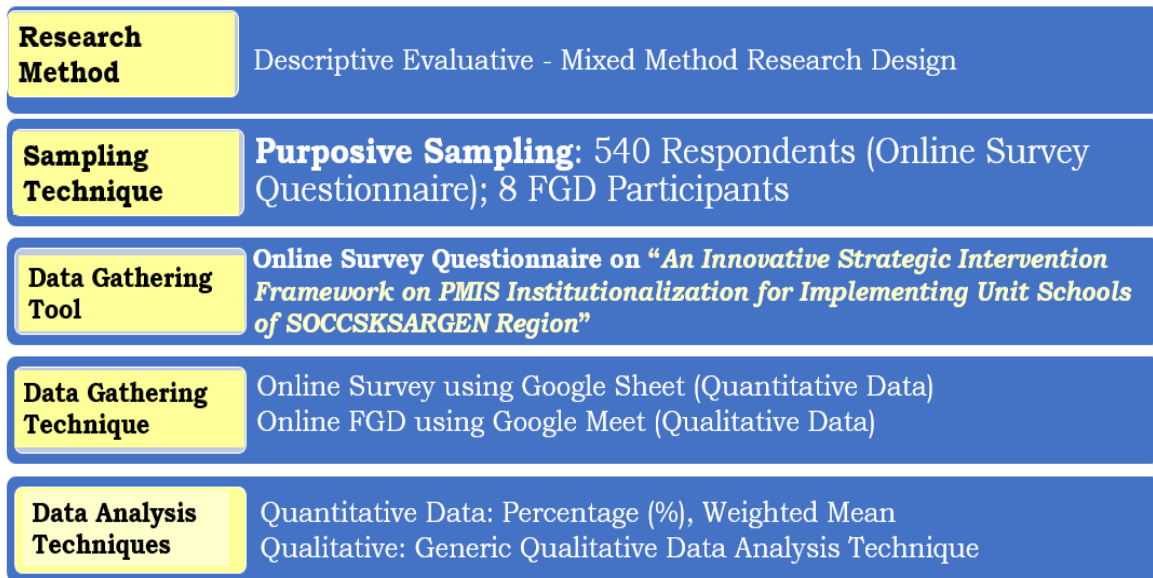 Research
Method
Descriptive Evaluative - Mixed Method Research Design
Sampling
Technique
Purposive Sampling: 540 Respondents (Online Survey
Questionnaire); 8 FGD Participants
Data Gathering
Tool
Online Survey Questionnaire on “An Innovative Strategic Intervention
Framework on PMIS Institutionalization for Implementing Unit Schools
of SOCCSKSARGEN Region”
Data Gathering
Technique
Online Survey using Google Sheet (Quantitative Data)
Online FGD using Google Meet (Qualitative Data)
Data Analysis
Techniques
Quantitative Data: Percentage (%), Weighted Mean
Qualitative: Generic Qualitative Data Analysis Technique